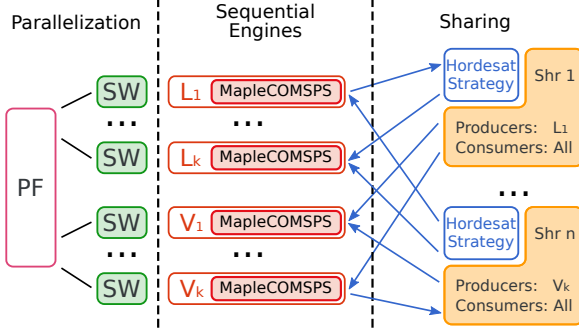 Parallelization
Sequential
Engines
Sharing
PF
SW
...
SW
SW
...
SW
L1 MapleCOMSPS
...
Lk MapleCOMSPS
V1 MapleCOMSPS
...
Vk MapleCOMSPS
Hordesat
Strategy
Shr 1
Producers: L1
Consumers: All
...
Hordesat
Strategy
Shr n
Producers: Vk
Consumers: All